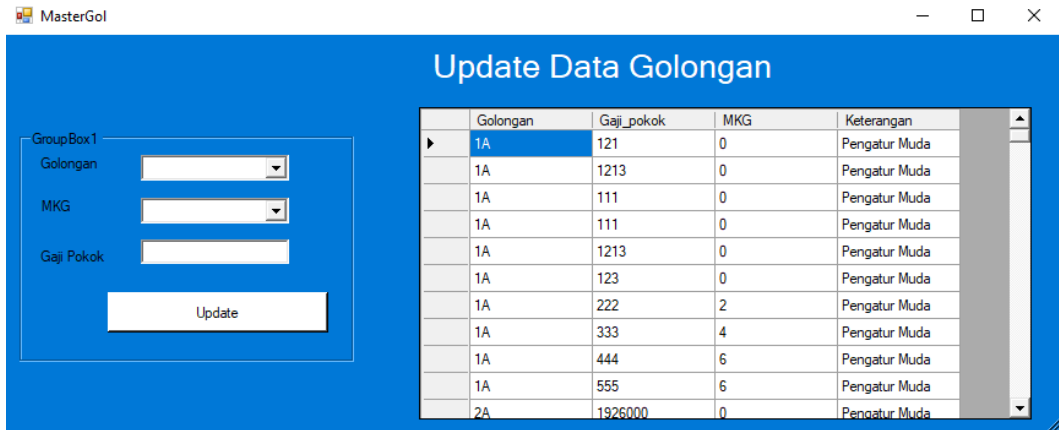 MasterGol
Update Data Golongan
GroupBox1
Golongan
MKG
Gaji Pokok
Update
Golongan Gaji_pokok MKG Keterangan
1A 121 0 Pengatur Muda
1A 1213 0 Pengatur Muda
1A 111 0 Pengatur Muda
1A 111 0 Pengatur Muda
1A 1213 0 Pengatur Muda
1A 123 0 Pengatur Muda
1A 222 2 Pengatur Muda
1A 333 4 Pengatur Muda
1A 444 6 Pengatur Muda
1A 555 6 Pengatur Muda
2A 1926000 0 Pengatur Muda